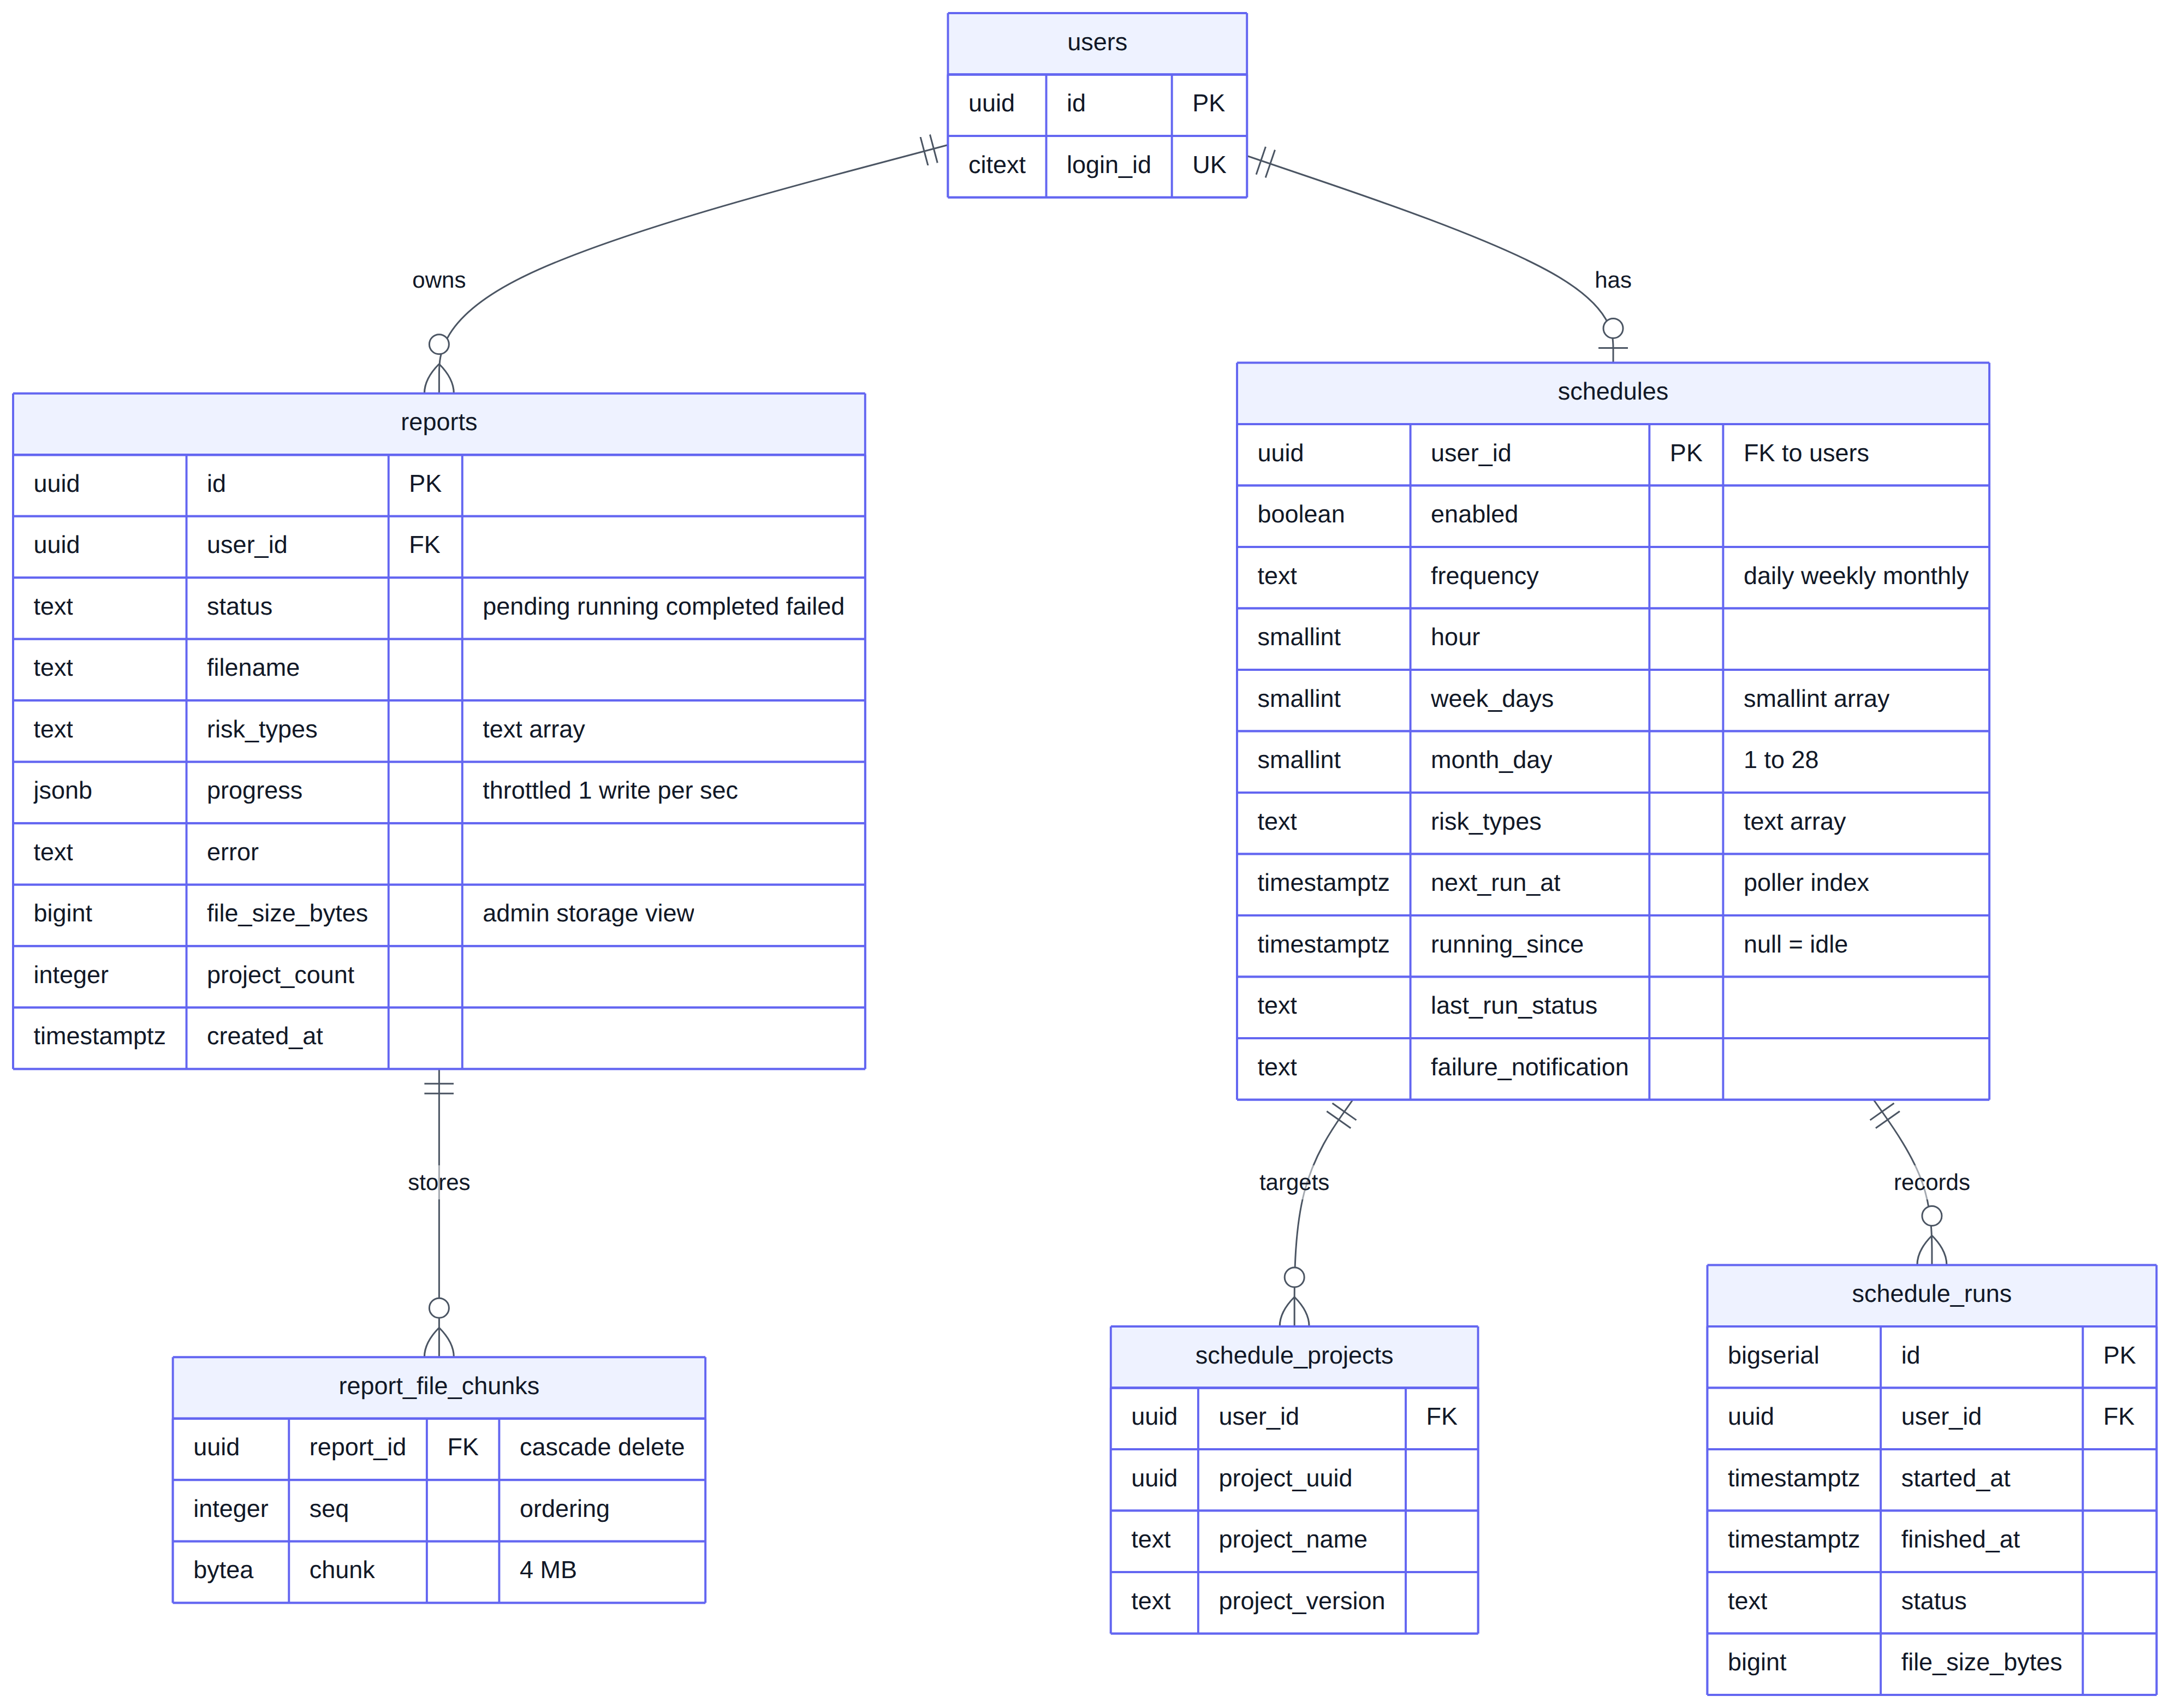 users
uuid id PK
citext login_id UK
owns
has
reports
uuid id PK
uuid user_id FK
text status pending running completed failed
text filename
text risk_types text array
jsonb progress throttled 1 write per sec
text error
bigint file_size_bytes admin storage view
integer project_count
timestamptz created_at
schedules
uuid user_id PK FK to users
boolean enabled
text frequency daily weekly monthly
smallint hour
smallint week_days smallint array
smallint month_day 1 to 28
text risk_types text array
timestamptz next_run_at poller index
timestamptz running_since null = idle
text last_run_status
text failure_notification
stores
targets
records
report_file_chunks
uuid report_id FK cascade delete
integer seq ordering
bytea chunk 4 MB
schedule_projects
uuid user_id FK
uuid project_uuid
text project_name
text project_version
schedule_runs
bigserial id PK
uuid user_id FK
timestamptz started_at
timestamptz finished_at
text status
bigint file_size_bytes